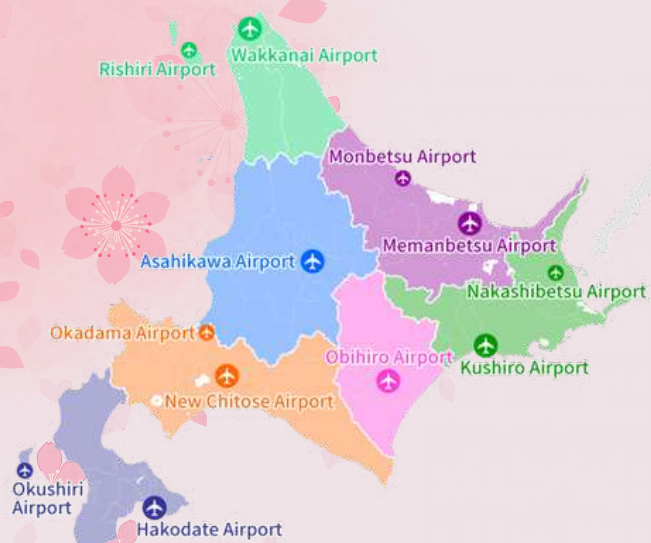 Wakkanai Airport
Rishiri Airport
Monbetsu Airport
Memanbetsu Airport
Asahikawa Airport
Nakashibetsu Airport
Okadama Airport
Obihiro Airport
Kushiro Airport
New Chitose Airport
Okushiri
Airport
Hakodate Airport